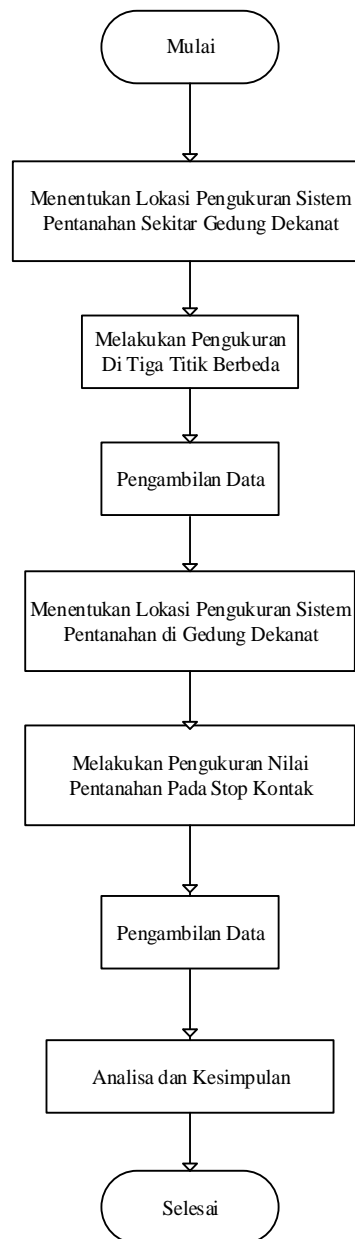 Mulai
Menentukan Lokasi Pengukuran Sistem
Pentanahan Sekitar Gedung Dekanat
Melakukan Pengukuran
Di Tiga Titik Berbeda
Pengambilan Data
Menentukan Lokasi Pengukuran Sistem
Pentanahan di Gedung Dekanat
Melakukan Pengukuran Nilai
Pentanahan Pada Stop Kontak
Pengambilan Data
Analisa dan Kesimpulan
Selesai